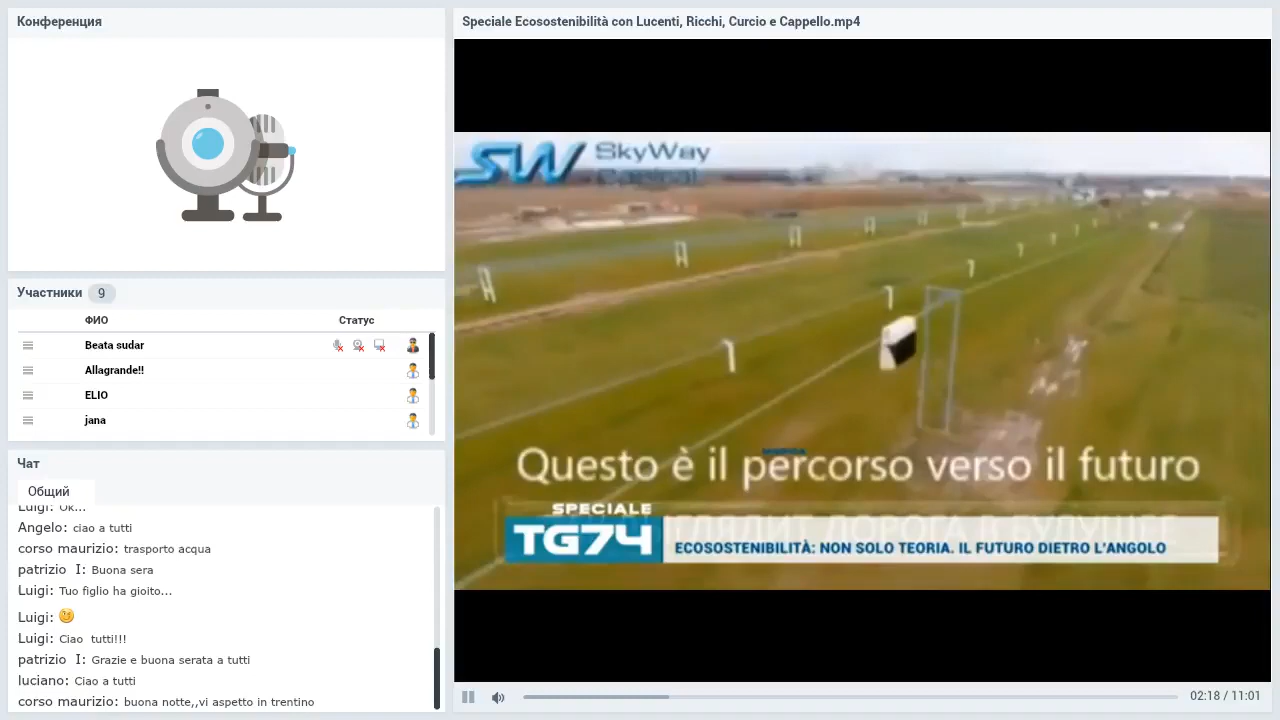 Конференция
Участники 9
ФИО Статус
Beata sudar
Allagrande!!
ELIO
jana
Чат
Общий
Luigi: Ok...
Angelo: ciao a tutti
corso maurizio: trasporto acqua
patrizio I: Buona sera
Luigi: Tuo figlio ha gioito...
Luigi:
Luigi: Ciao tutti!!!
patrizio I: Grazie e buona serata a tutti
luciano: Ciao a tutti
corso maurizio: buona notte,,vi aspetto in trentino
Speciale Ecosostenibilità con Lucenti, Ricchi, Curcio e Cappello.mp4
SW SkyWay
Capital
Questo è il percorso verso il futuro
SPECIALE
TG74
ECOSOSTENIBILITÀ: NON SOLO TEORIA. IL FUTURO DIETRO L'ANGOLO
02:18 / 11:01